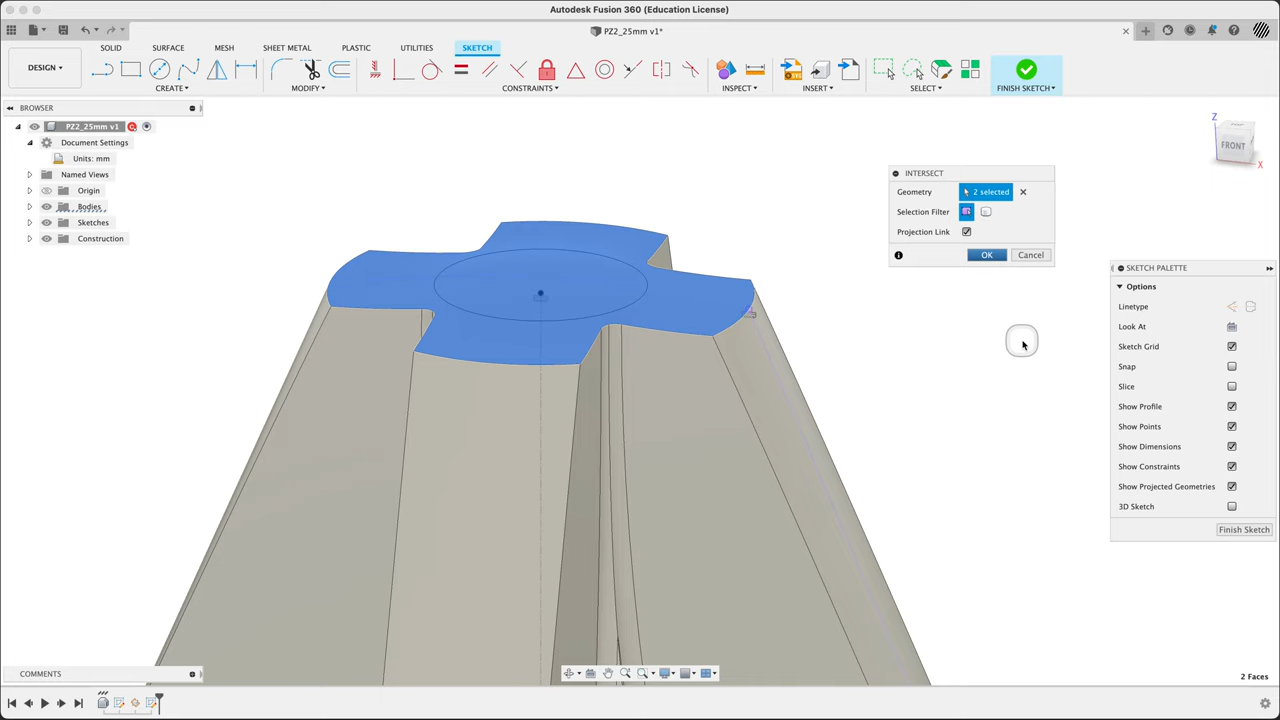 Autodesk Fusion 360 (Education License)
PZ2_25mm v1*
SOLID SURFACE MESH SHEET METAL PLASTIC UTILITIES SKETCH
DESIGN
CREATE MODIFY CONSTRAINTS INSPECT INSERT SELECT FINISH SKETCH
BROWSER
PZ2_25mm v1
Document Settings
Units: mm
Named Views
Origin
Bodies
Sketches
Construction
Z
FRONT
X
INTERSECT
Geometry 2 selected
Selection Filter
Projection Link
OK Cancel
SKETCH PALETTE
Options
Linetype
Look At
Sketch Grid
Snap
Slice
Show Profile
Show Points
Show Dimensions
Show Constraints
Show Projected Geometries
3D Sketch
Finish Sketch
COMMENTS
2 Faces